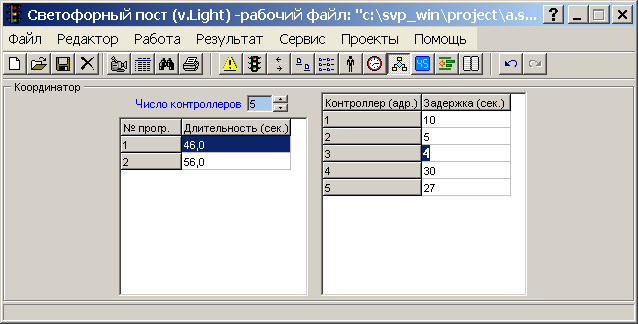 Светофорный пост (v.Light) -рабочий файл: "c:\svp_win\project\a.s...
Файл Редактор Работа Результат Сервис Проекты Помощь
45
Координатор
Число контроллеров 5
№ прогр. Длительность (сек.)
1 46,0
2 56,0
Контроллер (адр.) Задержка (сек.)
1 10
2 5
3 4
4 30
5 27